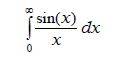 ∫₀^∞ sin(x)/x dx